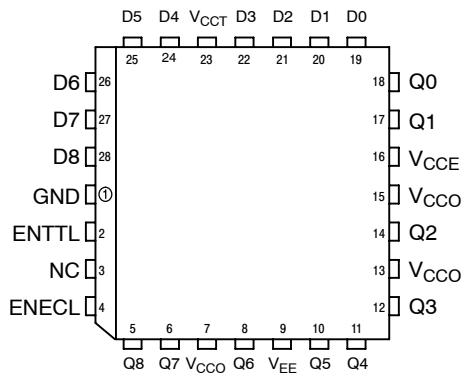 D5 D4 VCCT D3 D2 D1 D0
25 24 23 22 21 20 19
D6 26 18 Q0
D7 27 17 Q1
D8 28 16 VCCE
GND 1 15 VCCO
ENTTL 2 14 Q2
NC 3 13 VCCO
ENECL 4 12 Q3
5 6 7 8 9 10 11
Q8 Q7 VCCO Q6 VEE Q5 Q4